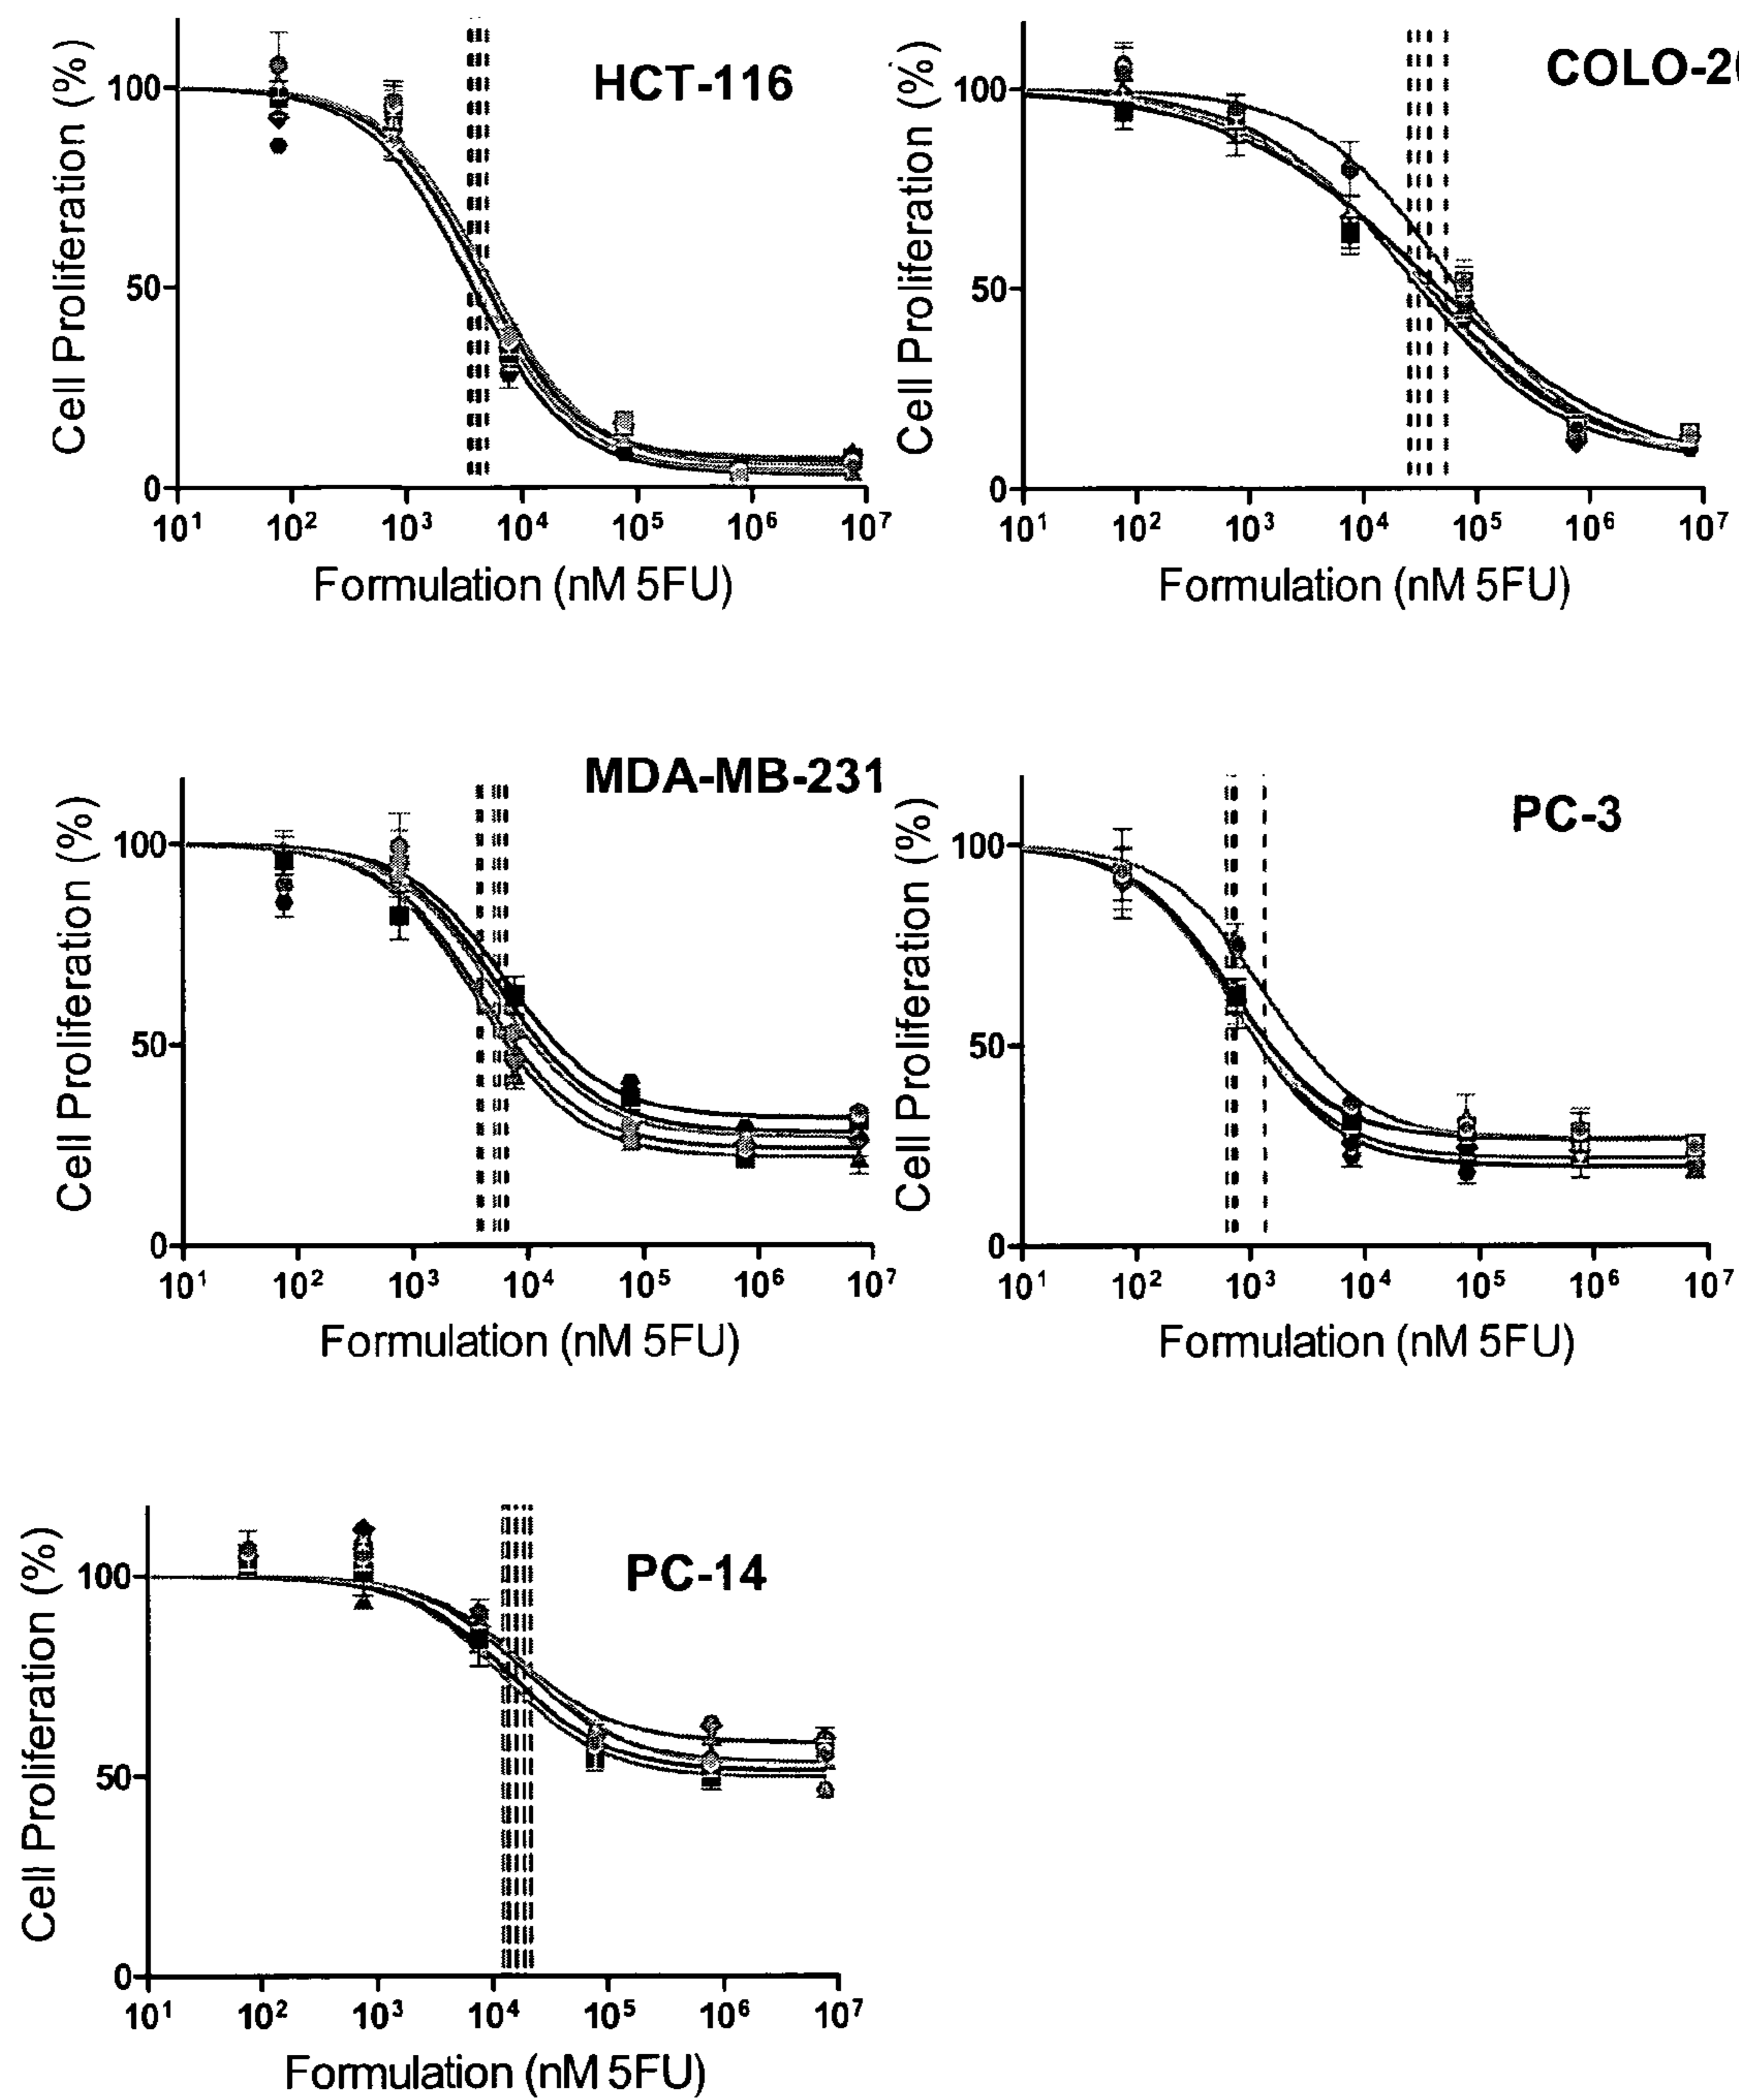 HCT-116
Cell Proliferation (%)
100
50
0
10¹ 10² 10³ 10⁴ 10⁵ 10⁶ 10⁷
Formulation (nM 5FU)
COLO-20
Cell Proliferation (%)
100
50
0
10¹ 10² 10³ 10⁴ 10⁵ 10⁶ 10⁷
Formulation (nM 5FU)
MDA-MB-231
Cell Proliferation (%)
100
50
0
10¹ 10² 10³ 10⁴ 10⁵ 10⁶ 10⁷
Formulation (nM 5FU)
PC-3
Cell Proliferation (%)
100
50
0
10¹ 10² 10³ 10⁴ 10⁵ 10⁶ 10⁷
Formulation (nM 5FU)
PC-14
Cell Proliferation (%)
100
50
0
10¹ 10² 10³ 10⁴ 10⁵ 10⁶ 10⁷
Formulation (nM 5FU)